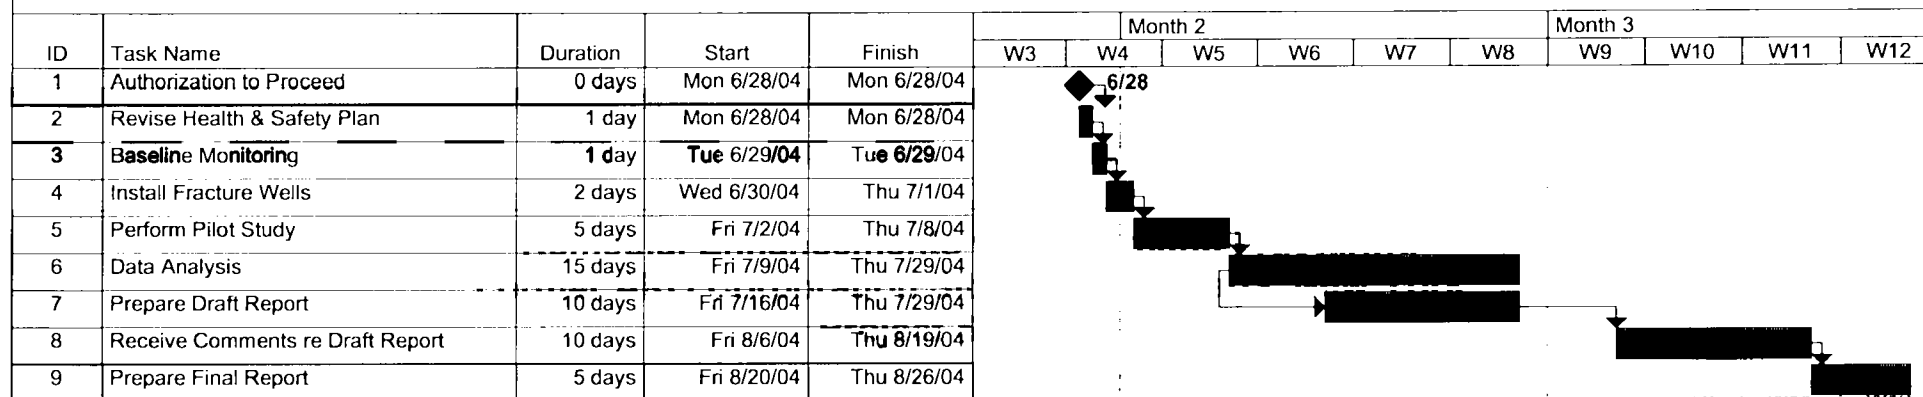 Month 2 Month 3
ID Task Name Duration Start Finish W3 W4 W5 W6 W7 W8 W9 W10 W11 W12
1 Authorization to Proceed 0 days Mon 6/28/04 Mon 6/28/04 6/28
2 Revise Health & Safety Plan 1 day Mon 6/28/04 Mon 6/28/04
3 Baseline Monitoring 1 day Tue 6/29/04 Tue 6/29/04
4 Install Fracture Wells 2 days Wed 6/30/04 Thu 7/1/04
5 Perform Pilot Study 5 days Fri 7/2/04 Thu 7/8/04
6 Data Analysis 15 days Fri 7/9/04 Thu 7/29/04
7 Prepare Draft Report 10 days Fri 7/16/04 Thu 7/29/04
8 Receive Comments re Draft Report 10 days Fri 8/6/04 Thu 8/19/04
9 Prepare Final Report 5 days Fri 8/20/04 Thu 8/26/04